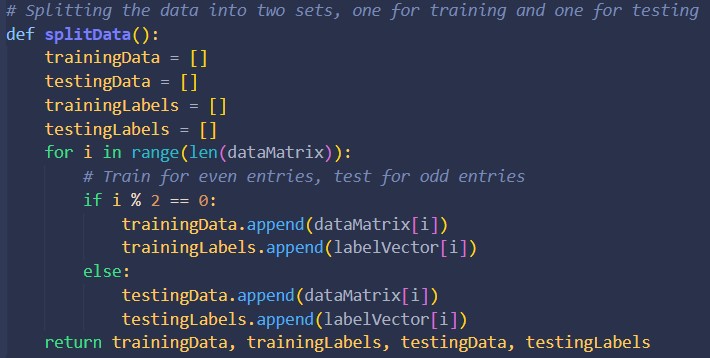 # Splitting the data into two sets, one for training and one for testing
def splitData():
    trainingData = []
    testingData = []
    trainingLabels = []
    testingLabels = []
    for i in range(len(dataMatrix)):
        # Train for even entries, test for odd entries
        if i % 2 == 0:
            trainingData.append(dataMatrix[i])
            trainingLabels.append(labelVector[i])
        else:
            testingData.append(dataMatrix[i])
            testingLabels.append(labelVector[i])
    return trainingData, trainingLabels, testingData, testingLabels